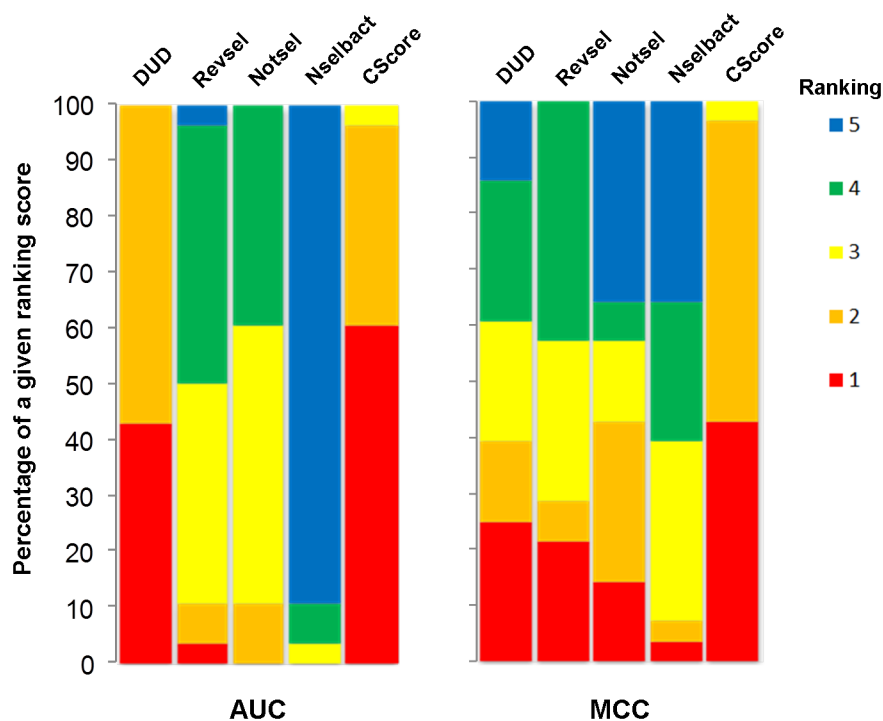 DUD Revsel Notsel Nselbact CScore
DUD Revsel Notsel Nselbact CScore
Percentage of a given ranking score
100
90
80
70
60
50
40
30
20
10
0
AUC
MCC
Ranking
5
4
3
2
1